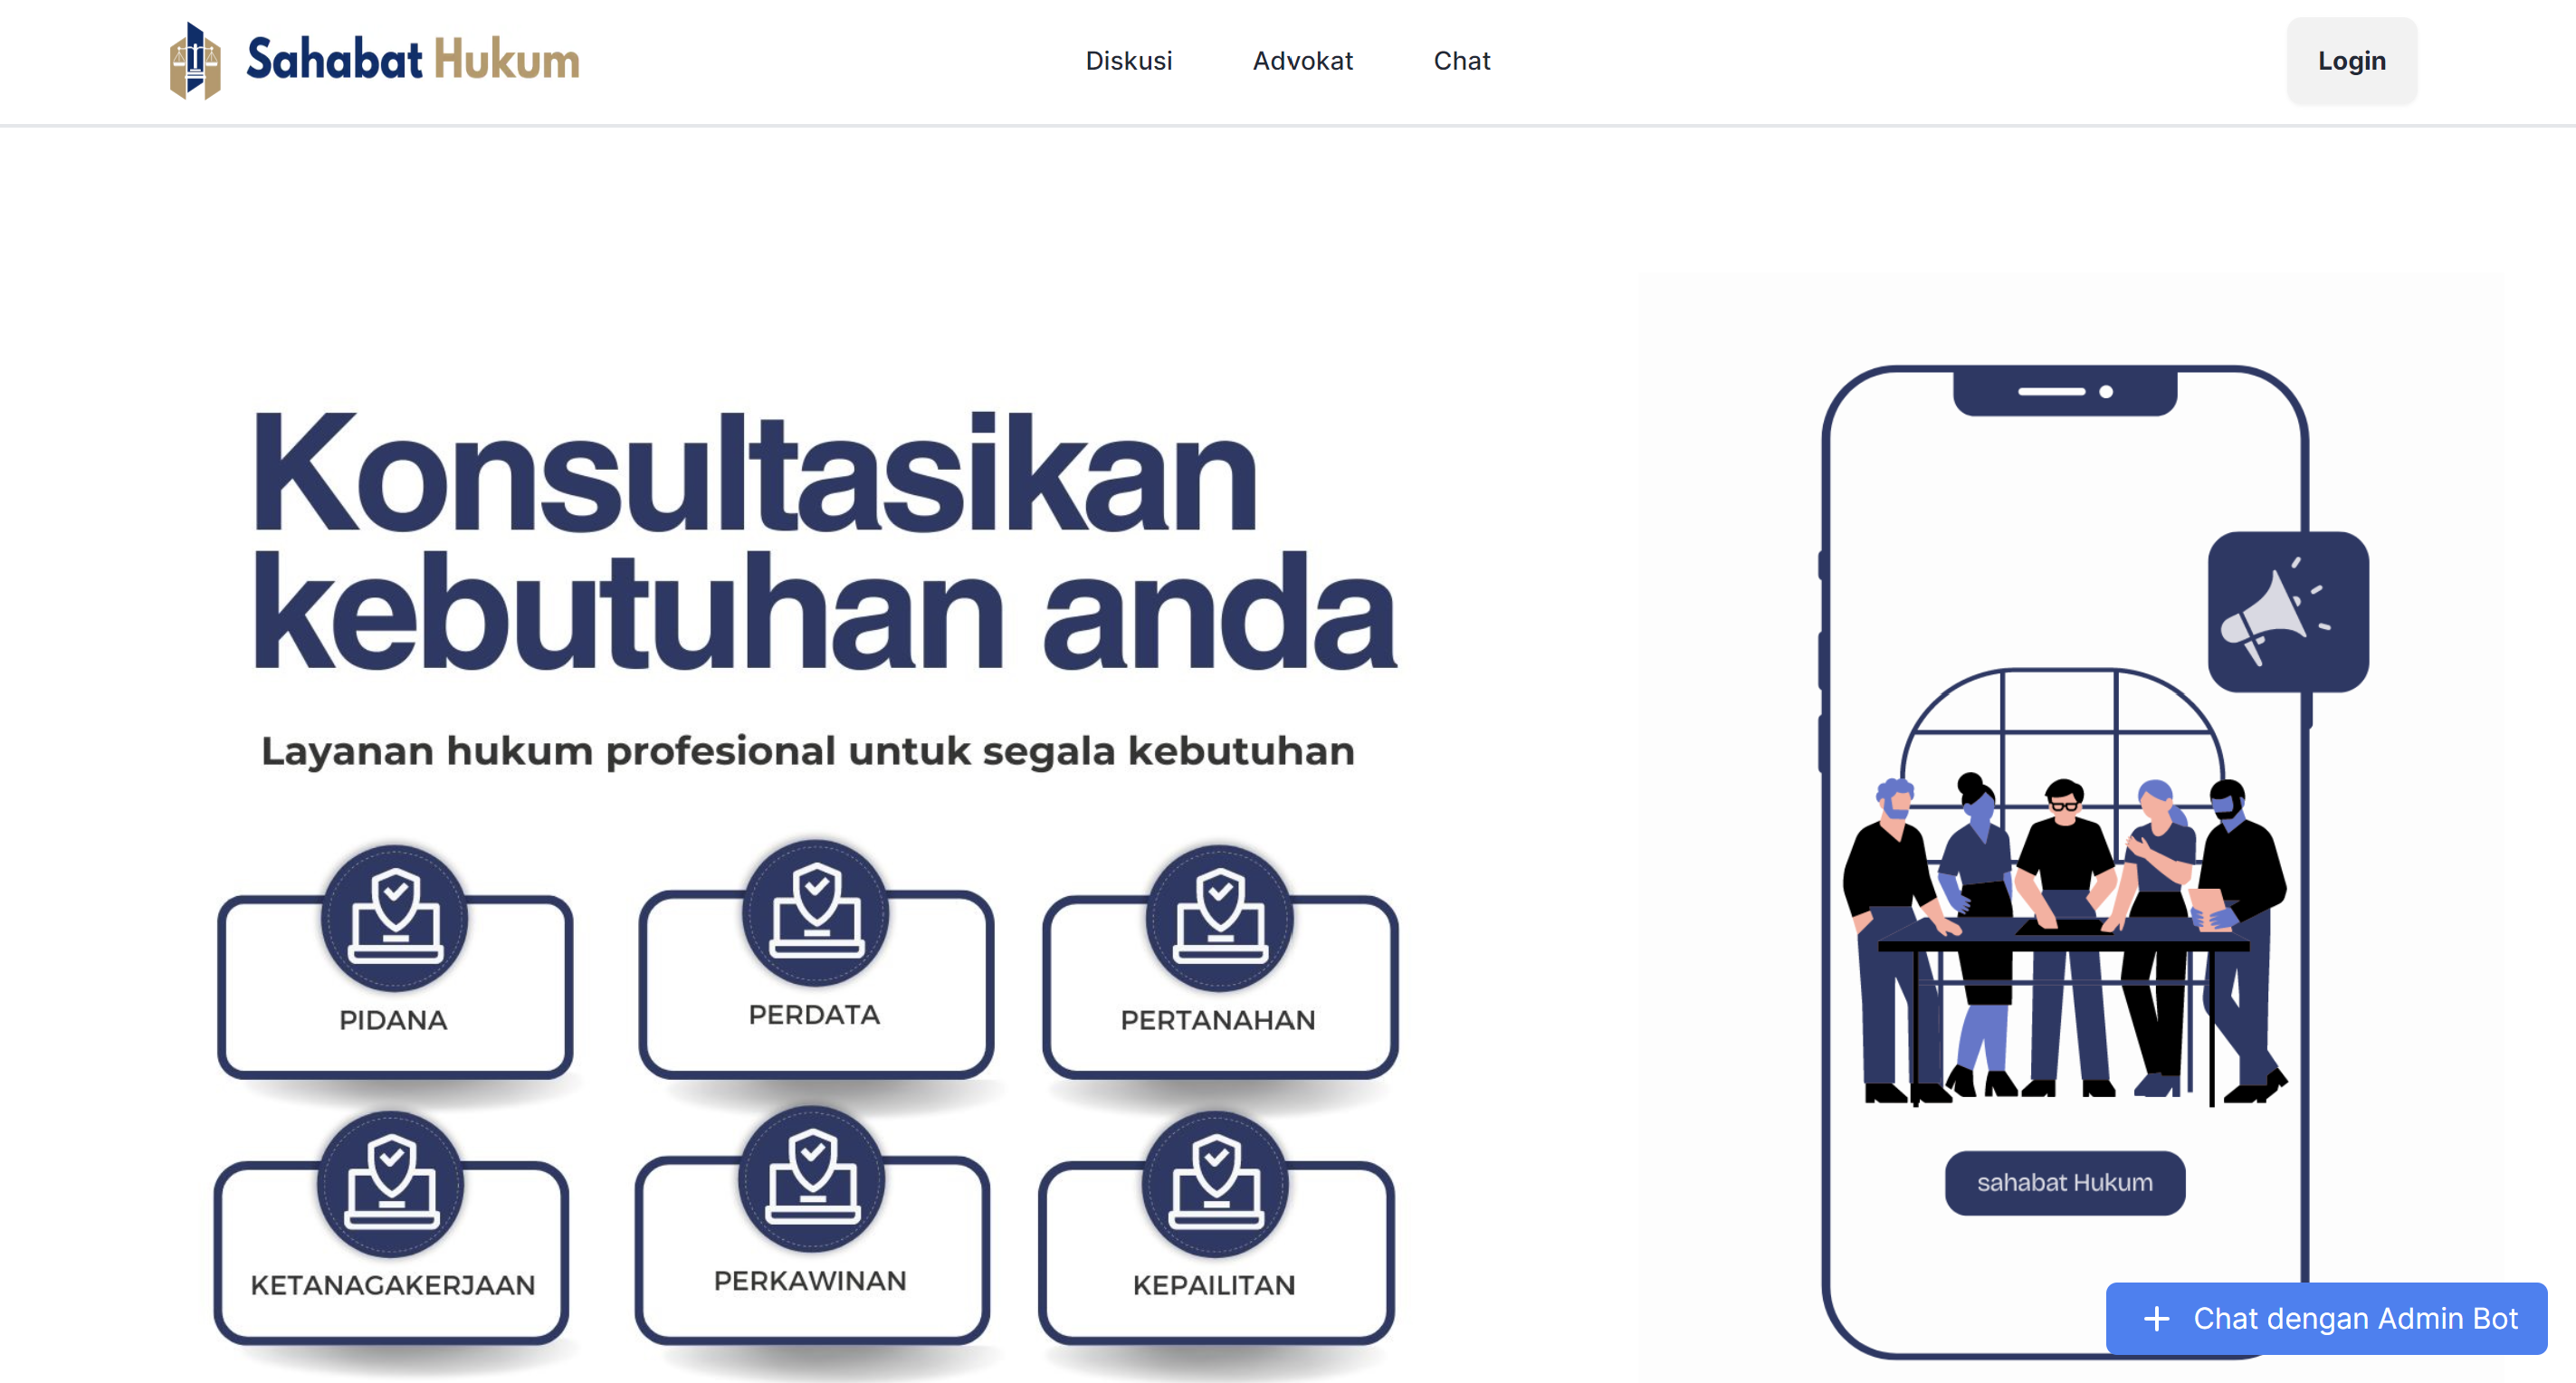 Sahabat Hukum
Diskusi
Advokat
Chat
Login
Konsultasikan
kebutuhan anda
Layanan hukum profesional untuk segala kebutuhan
PIDANA
PERDATA
PERTANAHAN
KETANAGAKERJAAN
PERKAWINAN
KEPAILITAN
sahabat Hukum
Chat dengan Admin Bot